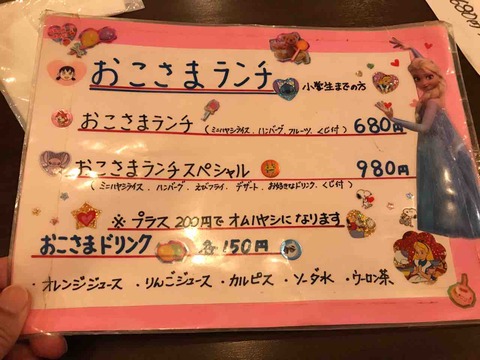 おこさまランチ 小学生までの方
おこさまランチ (ミニハヤシライス、ハンバーグ、フルーツ、くじ付) 680円
おこさまランチスペシャル 980円
(ミニハヤシライス、ハンバーグ、えびフライ、デザート、お好きなドリンク、くじ付)
※プラス200円でオムハヤシになります
おこさまドリンク 各150円
・オレンジジュース ・りんごジュース ・カルピス ・ソーダ水 ・ウーロン茶
680円